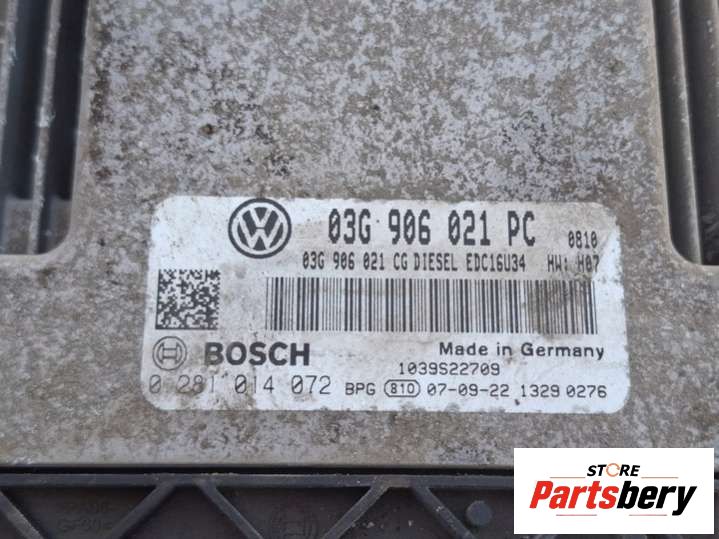 03G 906 021 PC 0810
03G 906 021 CG DIESEL EDC16U34 HW: H07
BOSCH Made in Germany
1039S22709
0 281 014 072 BPG 810 07-09-22 1329 0276
STORE
Partsbery